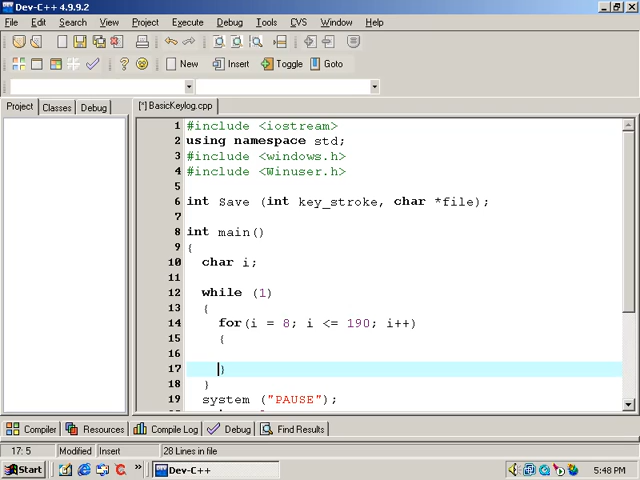 Dev-C++ 4.9.9.2
File Edit Search View Project Execute Debug Tools CVS Window Help
New Insert Toggle Goto
Project Classes Debug [*] BasicKeylog.cpp
1 #include <iostream>
2 using namespace std;
3 #include <windows.h>
4 #include <Winuser.h>
5
6 int Save (int key_stroke, char *file);
7
8 int main()
9 {
10 char i;
11
12 while (1)
13 {
14 for(i = 8; i <= 190; i++)
15 {
16
17 }
18 }
19 system ("PAUSE");
Compiler Resources Compile Log Debug Find Results
17: 5 Modified Insert 28 Lines in file
Start » Dev-C++ 5:48 PM